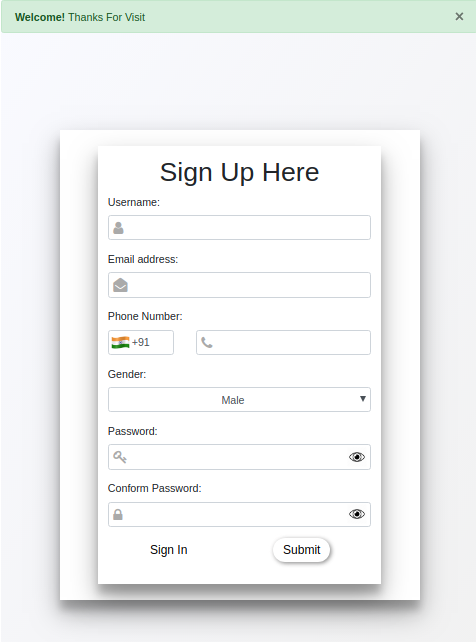 Welcome! Thanks For Visit ×
Sign Up Here
Username:
Email address:
Phone Number:
+91
Gender:
Male
Password:
Conform Password:
Sign In Submit